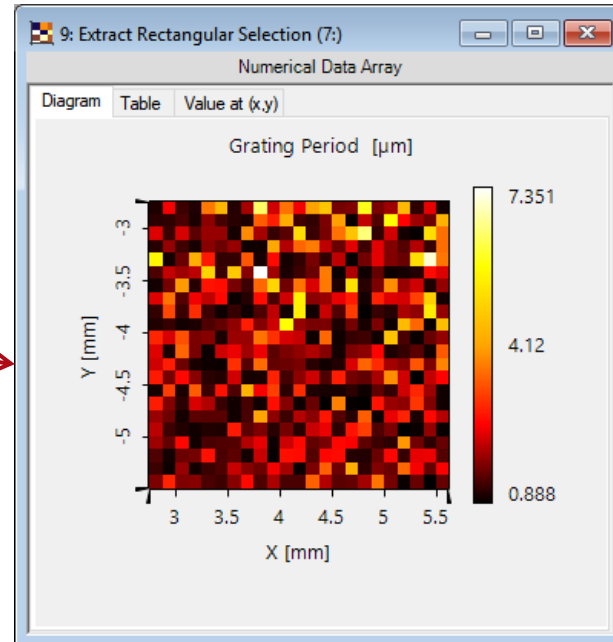 9: Extract Rectangular Selection (7:)
Numerical Data Array
Diagram Table Value at (x,y)
Grating Period [µm]
7.351
4.12
0.888
-3
-3.5
-4
-4.5
-5
Y [mm]
3 3.5 4 4.5 5 5.5
X [mm]